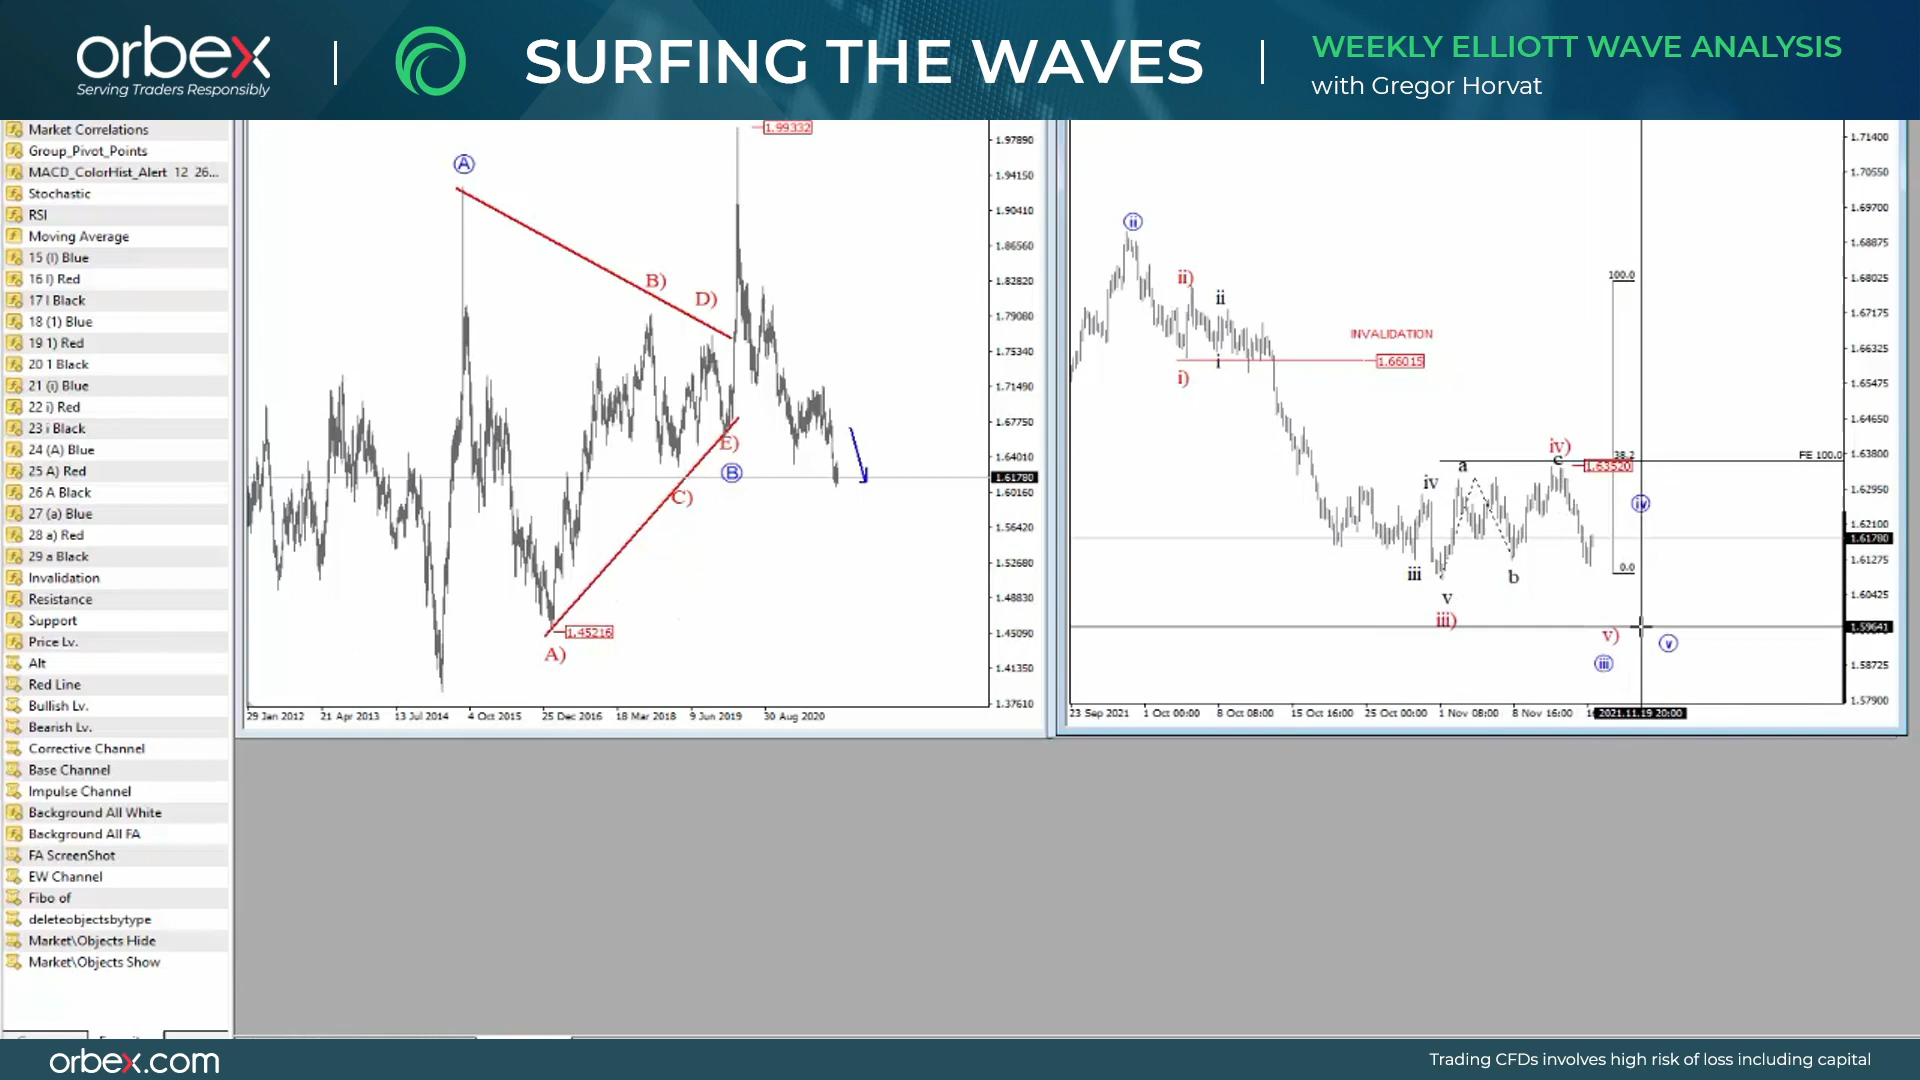 orbex
Serving Traders Responsibly
SURFING THE WAVES
WEEKLY ELLIOTT WAVE ANALYSIS
with Gregor Horvat
Market Correlations
Group_Pivot_Points
MACD_ColorHist_Alert 12 26...
Stochastic
RSI
Moving Average
15 (I) Blue
16 I) Red
17 I Black
18 (1) Blue
19 1) Red
20 1 Black
21 (i) Blue
22 i) Red
23 i Black
24 (A) Blue
25 A) Red
26 A Black
27 (a) Blue
28 a) Red
29 a Black
Invalidation
Resistance
Support
Price Lv.
Alt
Red Line
Bullish Lv.
Bearish Lv.
Corrective Channel
Base Channel
Impulse Channel
Background All White
Background All FA
FA ScreenShot
EW Channel
Fibo of
deleteobjectsbytype
Market\Objects Hide
Market\Objects Show
1.99332
A
B)
D)
E)
B
C)
1.45216
A)
1.97890
1.94150
1.90410
1.86560
1.82820
1.79080
1.75340
1.71490
1.67750
1.64010
1.61780
1.60160
1.56420
1.52680
1.48830
1.45090
1.41350
1.37610
29 Jan 2012 21 Apr 2013 13 Jul 2014 4 Oct 2015 25 Dec 2016 18 Mar 2018 9 Jun 2019 30 Aug 2020
ii
ii)
ii
INVALIDATION
1.66015
i
i)
100.0
iv)
c
38.2
1.63520
FE 100.0
a
iv
iv
iii
b
0.0
v
iii)
v)
v
iii
1.71400
1.70550
1.69700
1.68875
1.68025
1.67175
1.66325
1.65475
1.64650
1.63800
1.62950
1.62100
1.61780
1.61275
1.60425
1.59641
1.58725
1.57900
23 Sep 2021 1 Oct 00:00 8 Oct 08:00 15 Oct 16:00 25 Oct 00:00 1 Nov 08:00 8 Nov 16:00 2021.11.19 20:00
orbex.com
Trading CFDs involves high risk of loss including capital